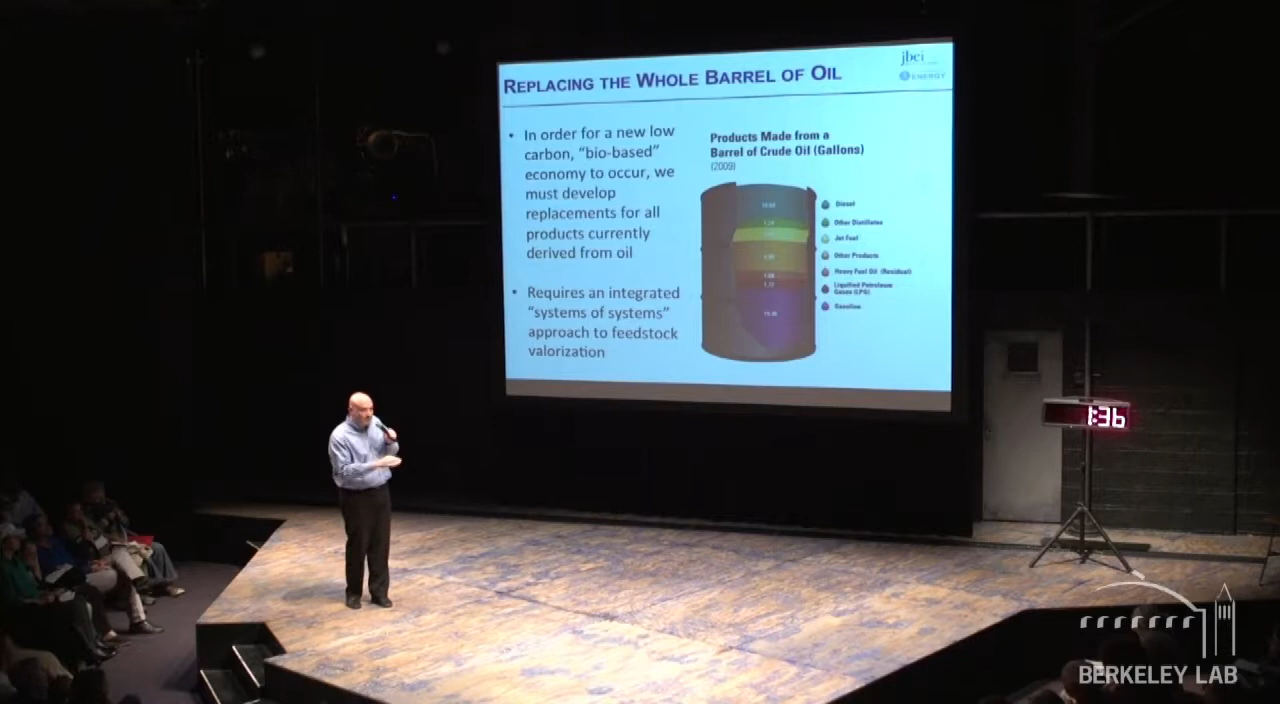 jbei
ENERGY
REPLACING THE WHOLE BARREL OF OIL
• In order for a new low
carbon, “bio-based”
economy to occur, we
must develop
replacements for all
products currently
derived from oil
• Requires an integrated
“systems of systems”
approach to feedstock
valorization
Products Made from a
Barrel of Crude Oil (Gallons)
(2009)
Diesel
Other Distillates
Jet Fuel
Other Products
Heavy Fuel Oil (Residual)
Liquified Petroleum
Gases (LPG)
Gasoline
1:36
BERKELEY LAB